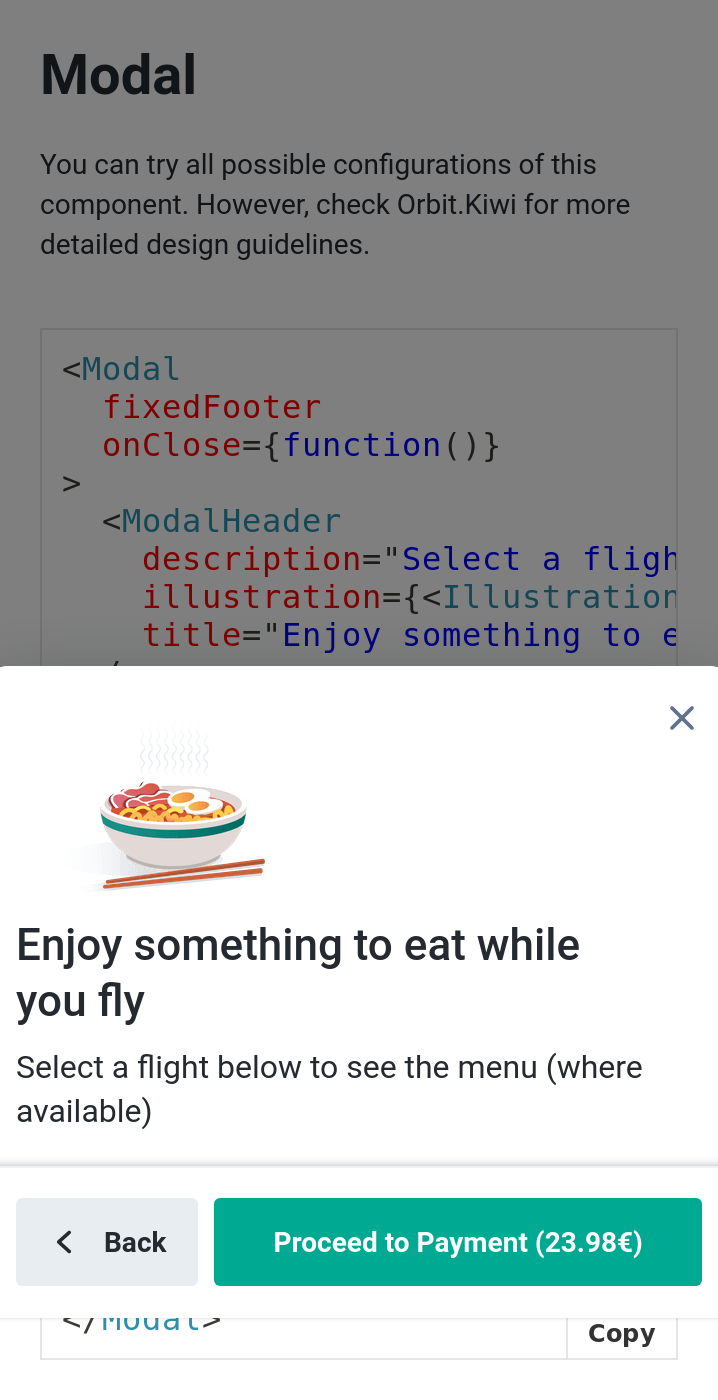 Modal
You can try all possible configurations of this
component. However, check Orbit.Kiwi for more
detailed design guidelines.
<Modal
fixedFooter
onClose={function()}
>
<ModalHeader
description="Select a fligh
illustration={<Illustration
title="Enjoy something to e
Enjoy something to eat while
you fly
Select a flight below to see the menu (where
available)
Back
Proceed to Payment (23.98€)
</Modal>
Copy